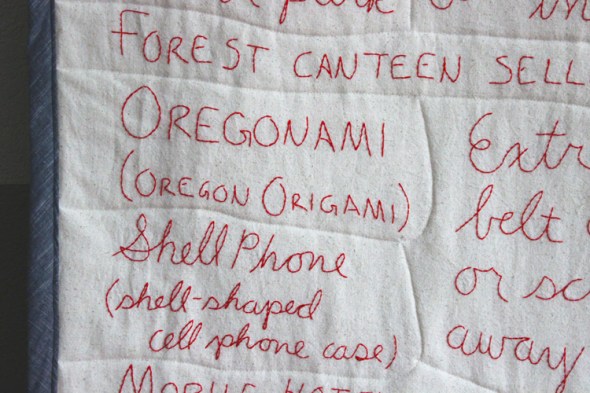 FOREST CANTEEN SELL
OREGONAMI
(OREGON ORIGAMI)
Shell Phone
(shell-shaped
cell phone case)
Extr
belt
or sc
away